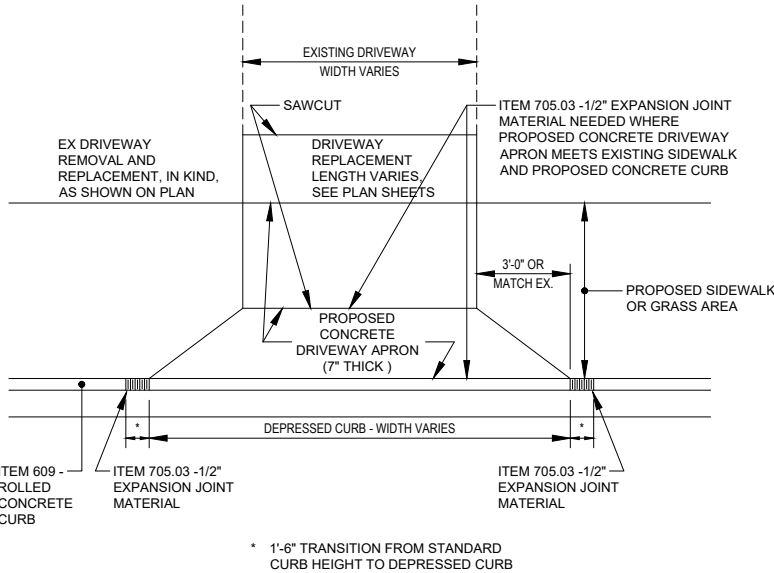 EXISTING DRIVEWAY
WIDTH VARIES
SAWCUT
ITEM 705.03 -1/2" EXPANSION JOINT
MATERIAL NEEDED WHERE
PROPOSED CONCRETE DRIVEWAY
APRON MEETS EXISTING SIDEWALK
AND PROPOSED CONCRETE CURB
EX DRIVEWAY
REMOVAL AND
REPLACEMENT, IN KIND,
AS SHOWN ON PLAN
DRIVEWAY
REPLACEMENT
LENGTH VARIES,
SEE PLAN SHEETS
3'-0" OR
MATCH EX.
PROPOSED SIDEWALK
OR GRASS AREA
PROPOSED
CONCRETE
DRIVEWAY APRON
(7" THICK )
*
DEPRESSED CURB - WIDTH VARIES
*
ITEM 609 -
ROLLED
CONCRETE
CURB
ITEM 705.03 -1/2"
EXPANSION JOINT
MATERIAL
ITEM 705.03 -1/2"
EXPANSION JOINT
MATERIAL
* 1'-6" TRANSITION FROM STANDARD
CURB HEIGHT TO DEPRESSED CURB